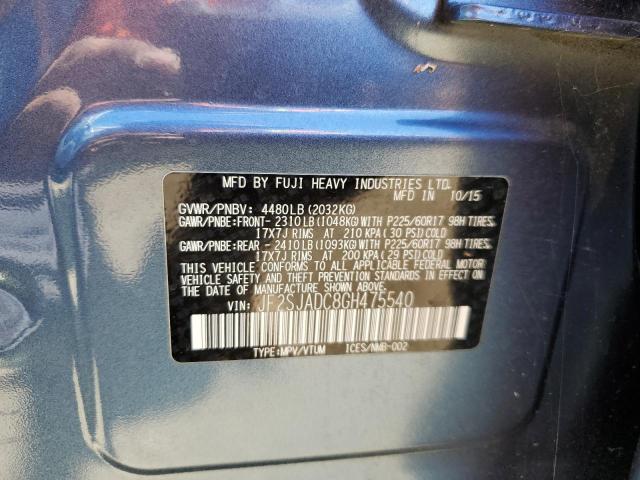 MFD BY FUJI HEAVY INDUSTRIES LTD.
MFD IN 10/15
GVWR/PNBV: 4480LB (2032KG)
GAWR/PNBE:FRONT- 2310LB (1048KG)WITH P225/60R17 98H TIRES,
17X7J RIMS AT 210 KPA ( 30 PSI) COLD
GAWR/PNBE:REAR - 2410LB (1093KG)WITH P225/60R17 98H TIRES,
17X7J RIMS AT 200 KPA ( 29 PSI) COLD
THIS VEHICLE CONFORMS TO ALL APPLICABLE FEDERAL MOTOR
VEHICLE SAFETY AND THEFT PREVENTION STANDARDS IN EFFECT ON
THE DATE OF MANUFACTURE SHOWN ABOVE.
VIN: JF2SJADC8GH475540
TYPE:MPV/VTUM ICES/NMB-002